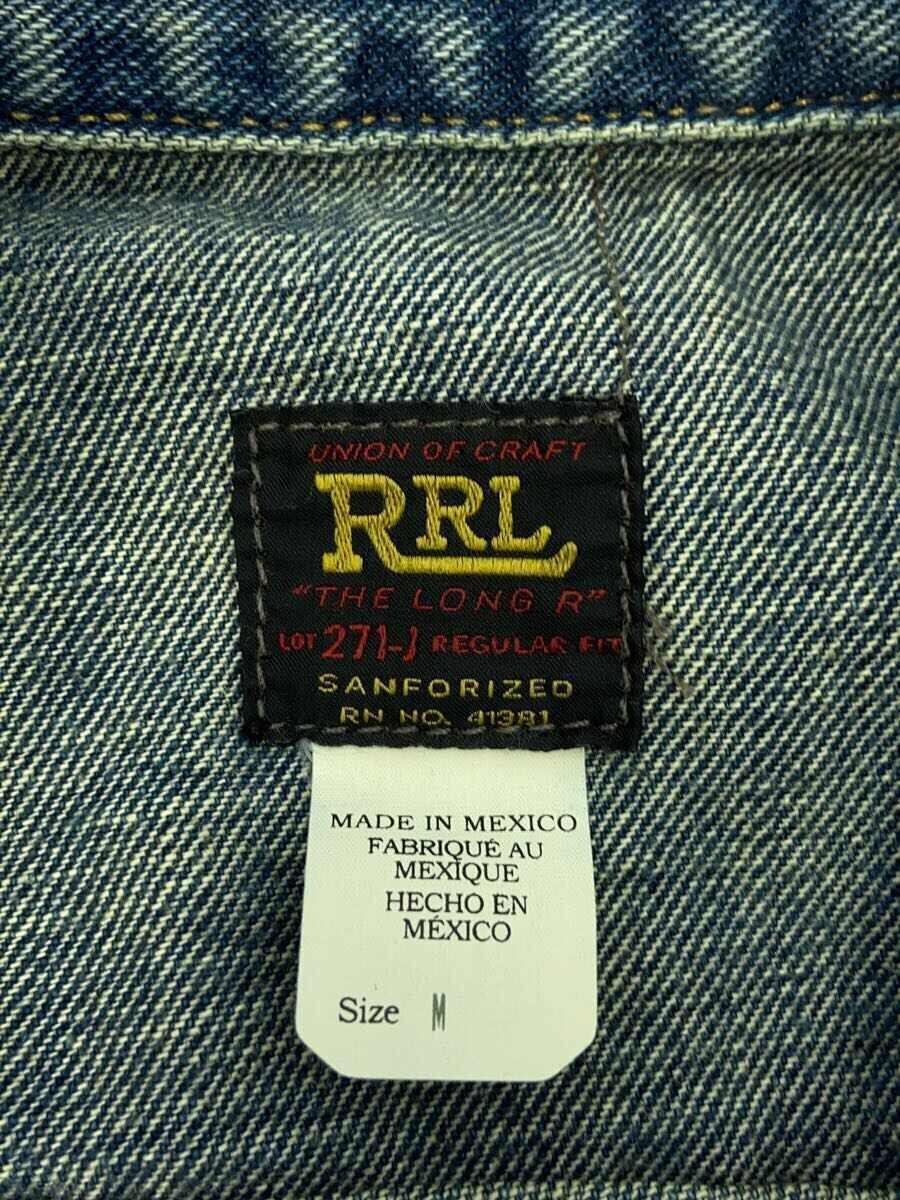 UNION OF CRAFT
RRL
"THE LONG R"
LOT 271-J REGULAR FIT
SANFORIZED
RN NO. 41381
MADE IN MEXICO
FABRIQUÉ AU
MEXIQUE
HECHO EN
MÉXICO
Size M